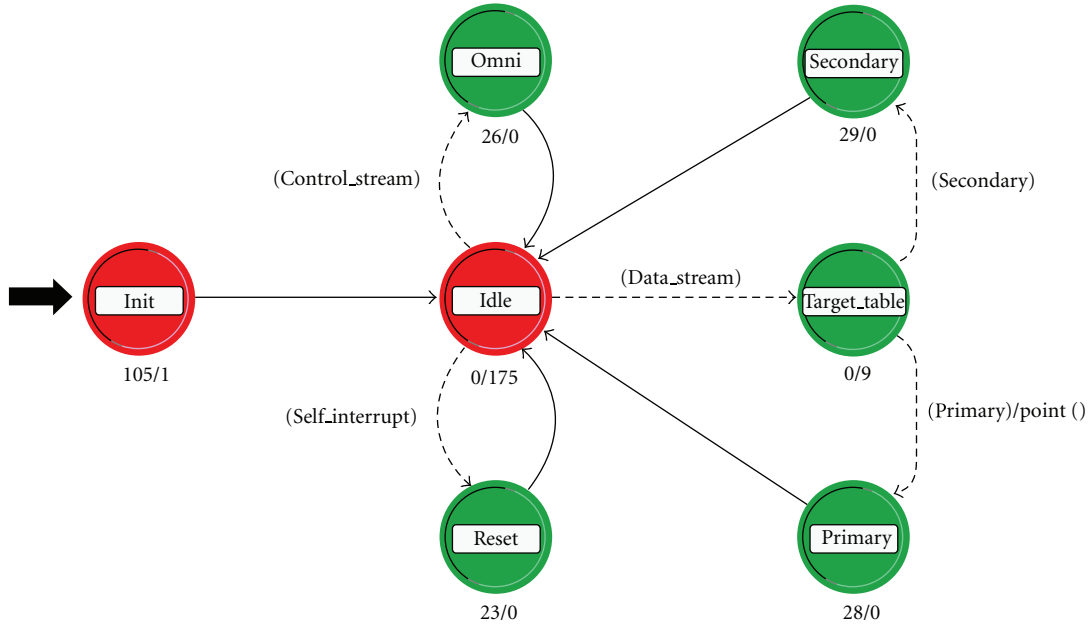 Omni
26/0
Secondary
29/0
(Control_stream)
(Secondary)
Init
105/1
Idle
0/175
(Data_stream)
Target_table
0/9
(Self_interrupt)
(Primary)/point ()
Reset
23/0
Primary
28/0